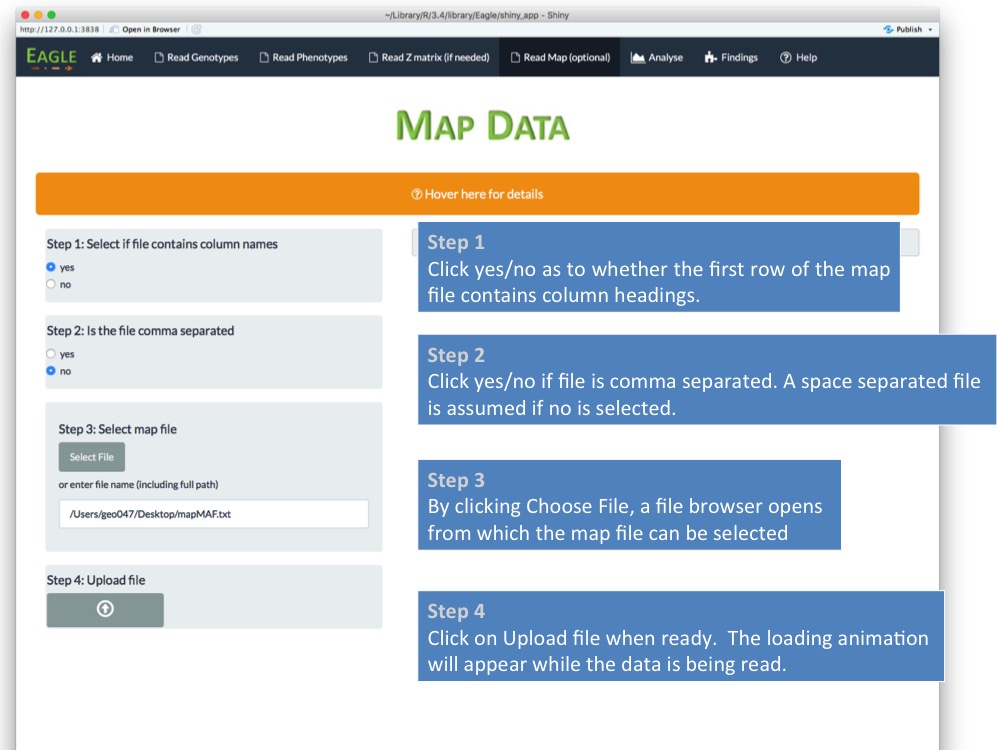 ~/Library/R/3.4/library/Eagle/shiny_app - Shiny
http://127.0.0.1:3838 Open in Browser Publish
EAGLE Home Read Genotypes Read Phenotypes Read Z matrix (if needed) Read Map (optional) Analyse Findings Help
MAP DATA
Hover here for details
Step 1: Select if file contains column names
yes
no
Step 2: Is the file comma separated
yes
no
Step 3: Select map file
Select File
or enter file name (including full path)
/Users/geo047/Desktop/mapMAF.txt
Step 4: Upload file
Step 1
Click yes/no as to whether the first row of the map
file contains column headings.
Step 2
Click yes/no if file is comma separated. A space separated file
is assumed if no is selected.
Step 3
By clicking Choose File, a file browser opens
from which the map file can be selected
Step 4
Click on Upload file when ready.  The loading animation
will appear while the data is being read.